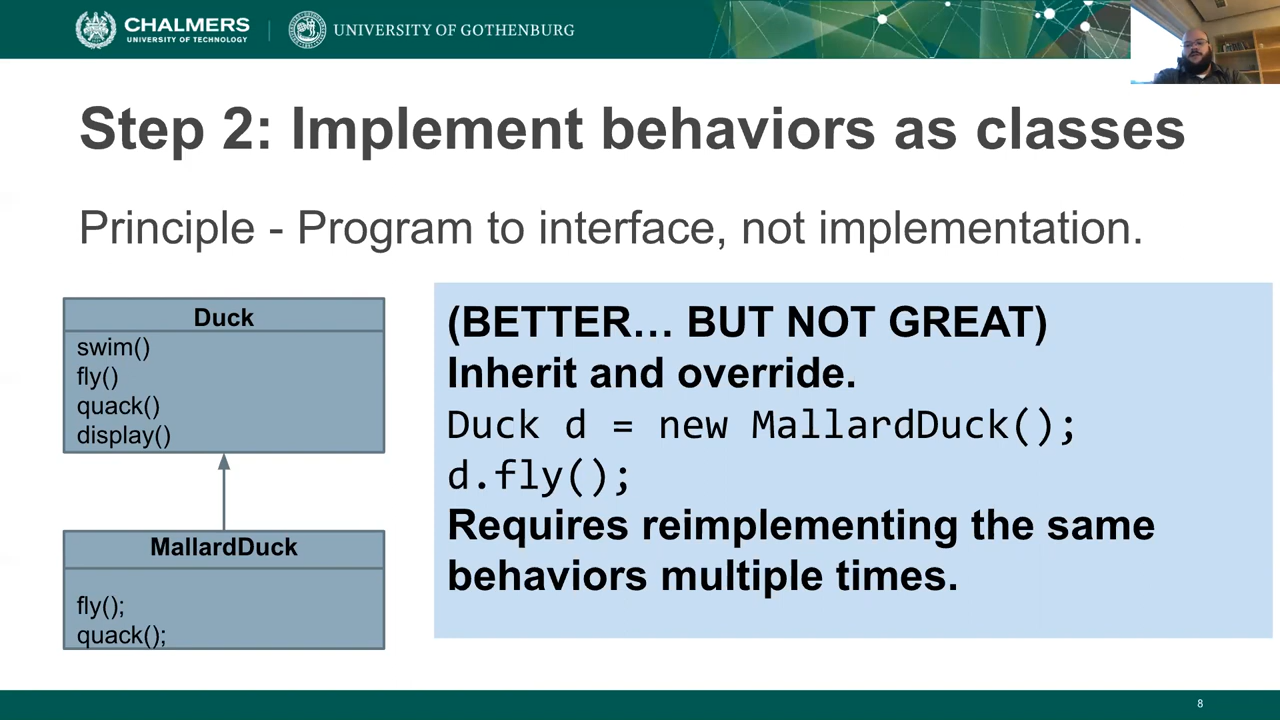 CHALMERS
UNIVERSITY OF TECHNOLOGY
UNIVERSITY OF GOTHENBURG
Step 2: Implement behaviors as classes
Principle - Program to interface, not implementation.
Duck
swim()
fly()
quack()
display()
MallardDuck
fly();
quack();
(BETTER… BUT NOT GREAT)
Inherit and override.
Duck d = new MallardDuck();
d.fly();
Requires reimplementing the same
behaviors multiple times.
8